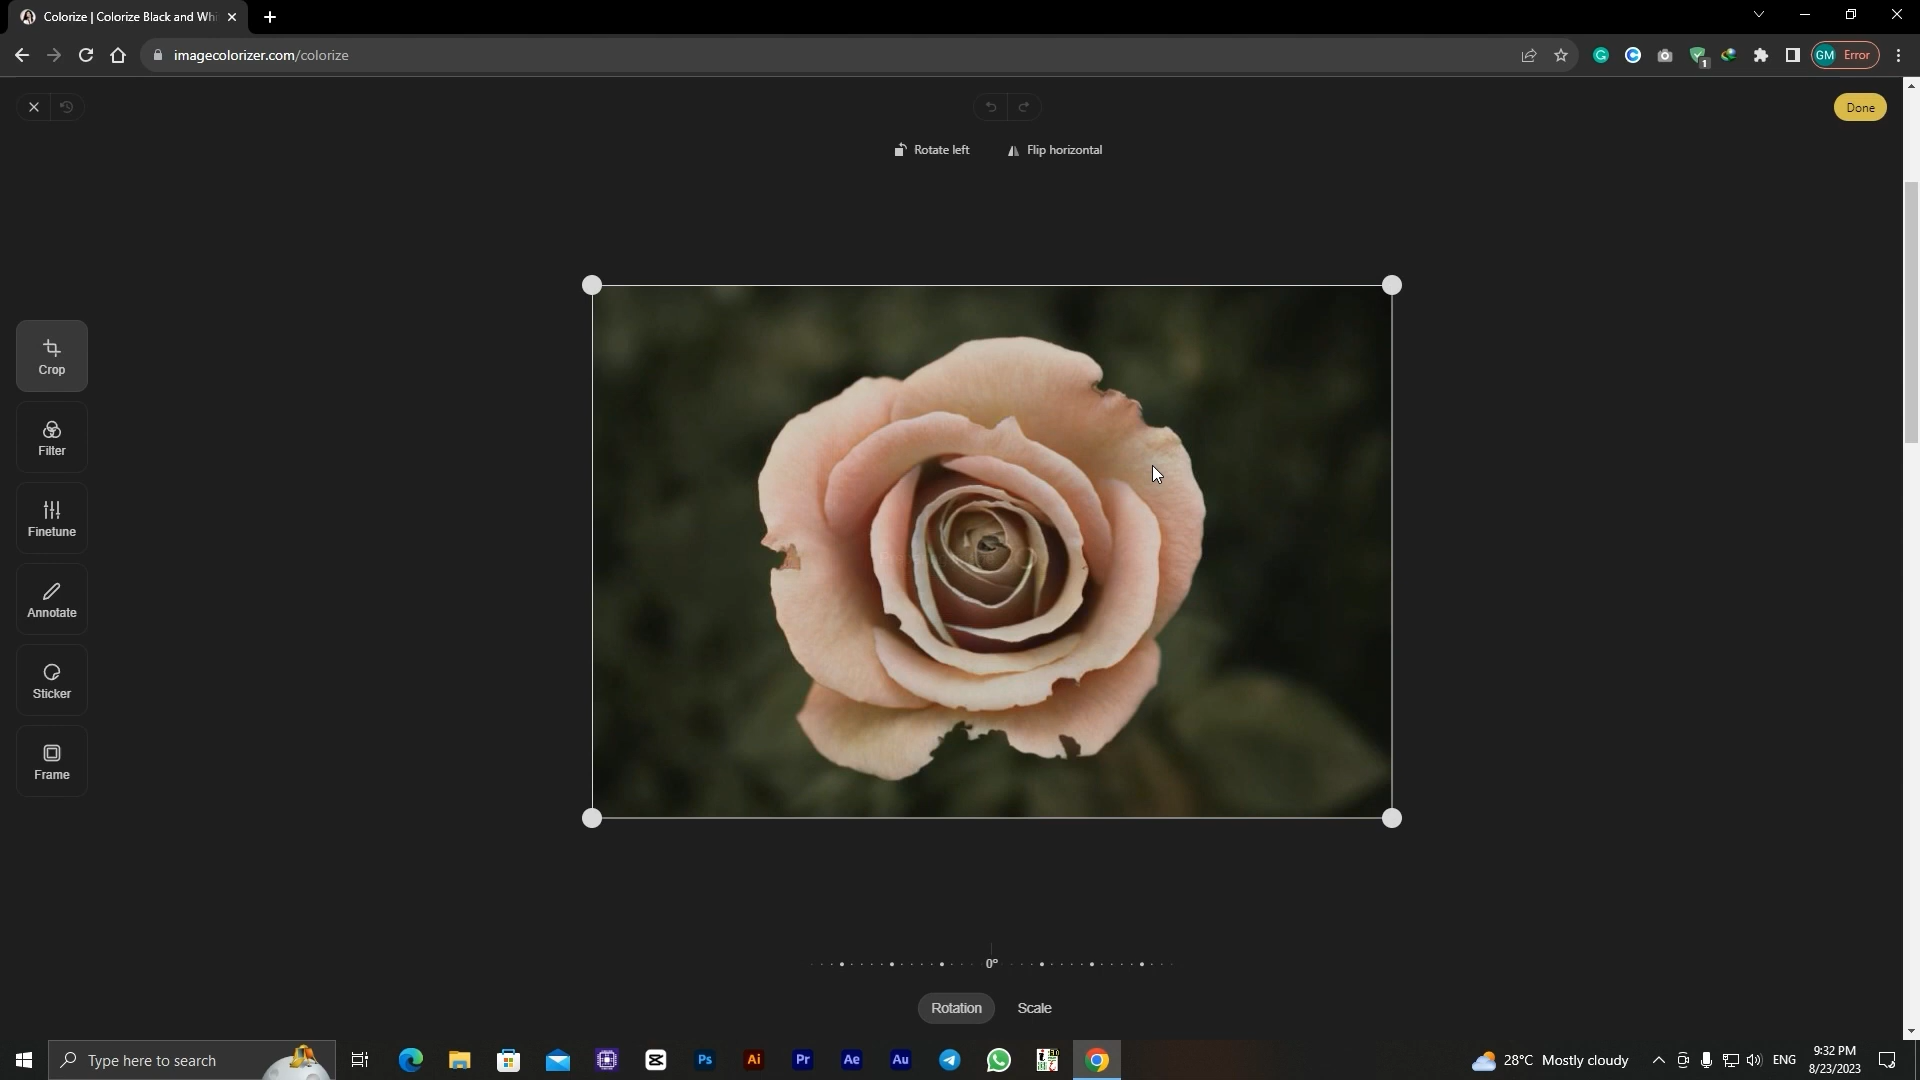 Colorize | Colorize Black and Whi
imagecolorizer.com/colorize
1
GM Error
Done
Rotate left Flip horizontal
Crop
Filter
Finetune
Annotate
Sticker
Frame
0°
Rotation Scale
Type here to search
Ps Ai Pr Ae Au
28°C Mostly cloudy
ENG
9:32 PM
8/23/2023